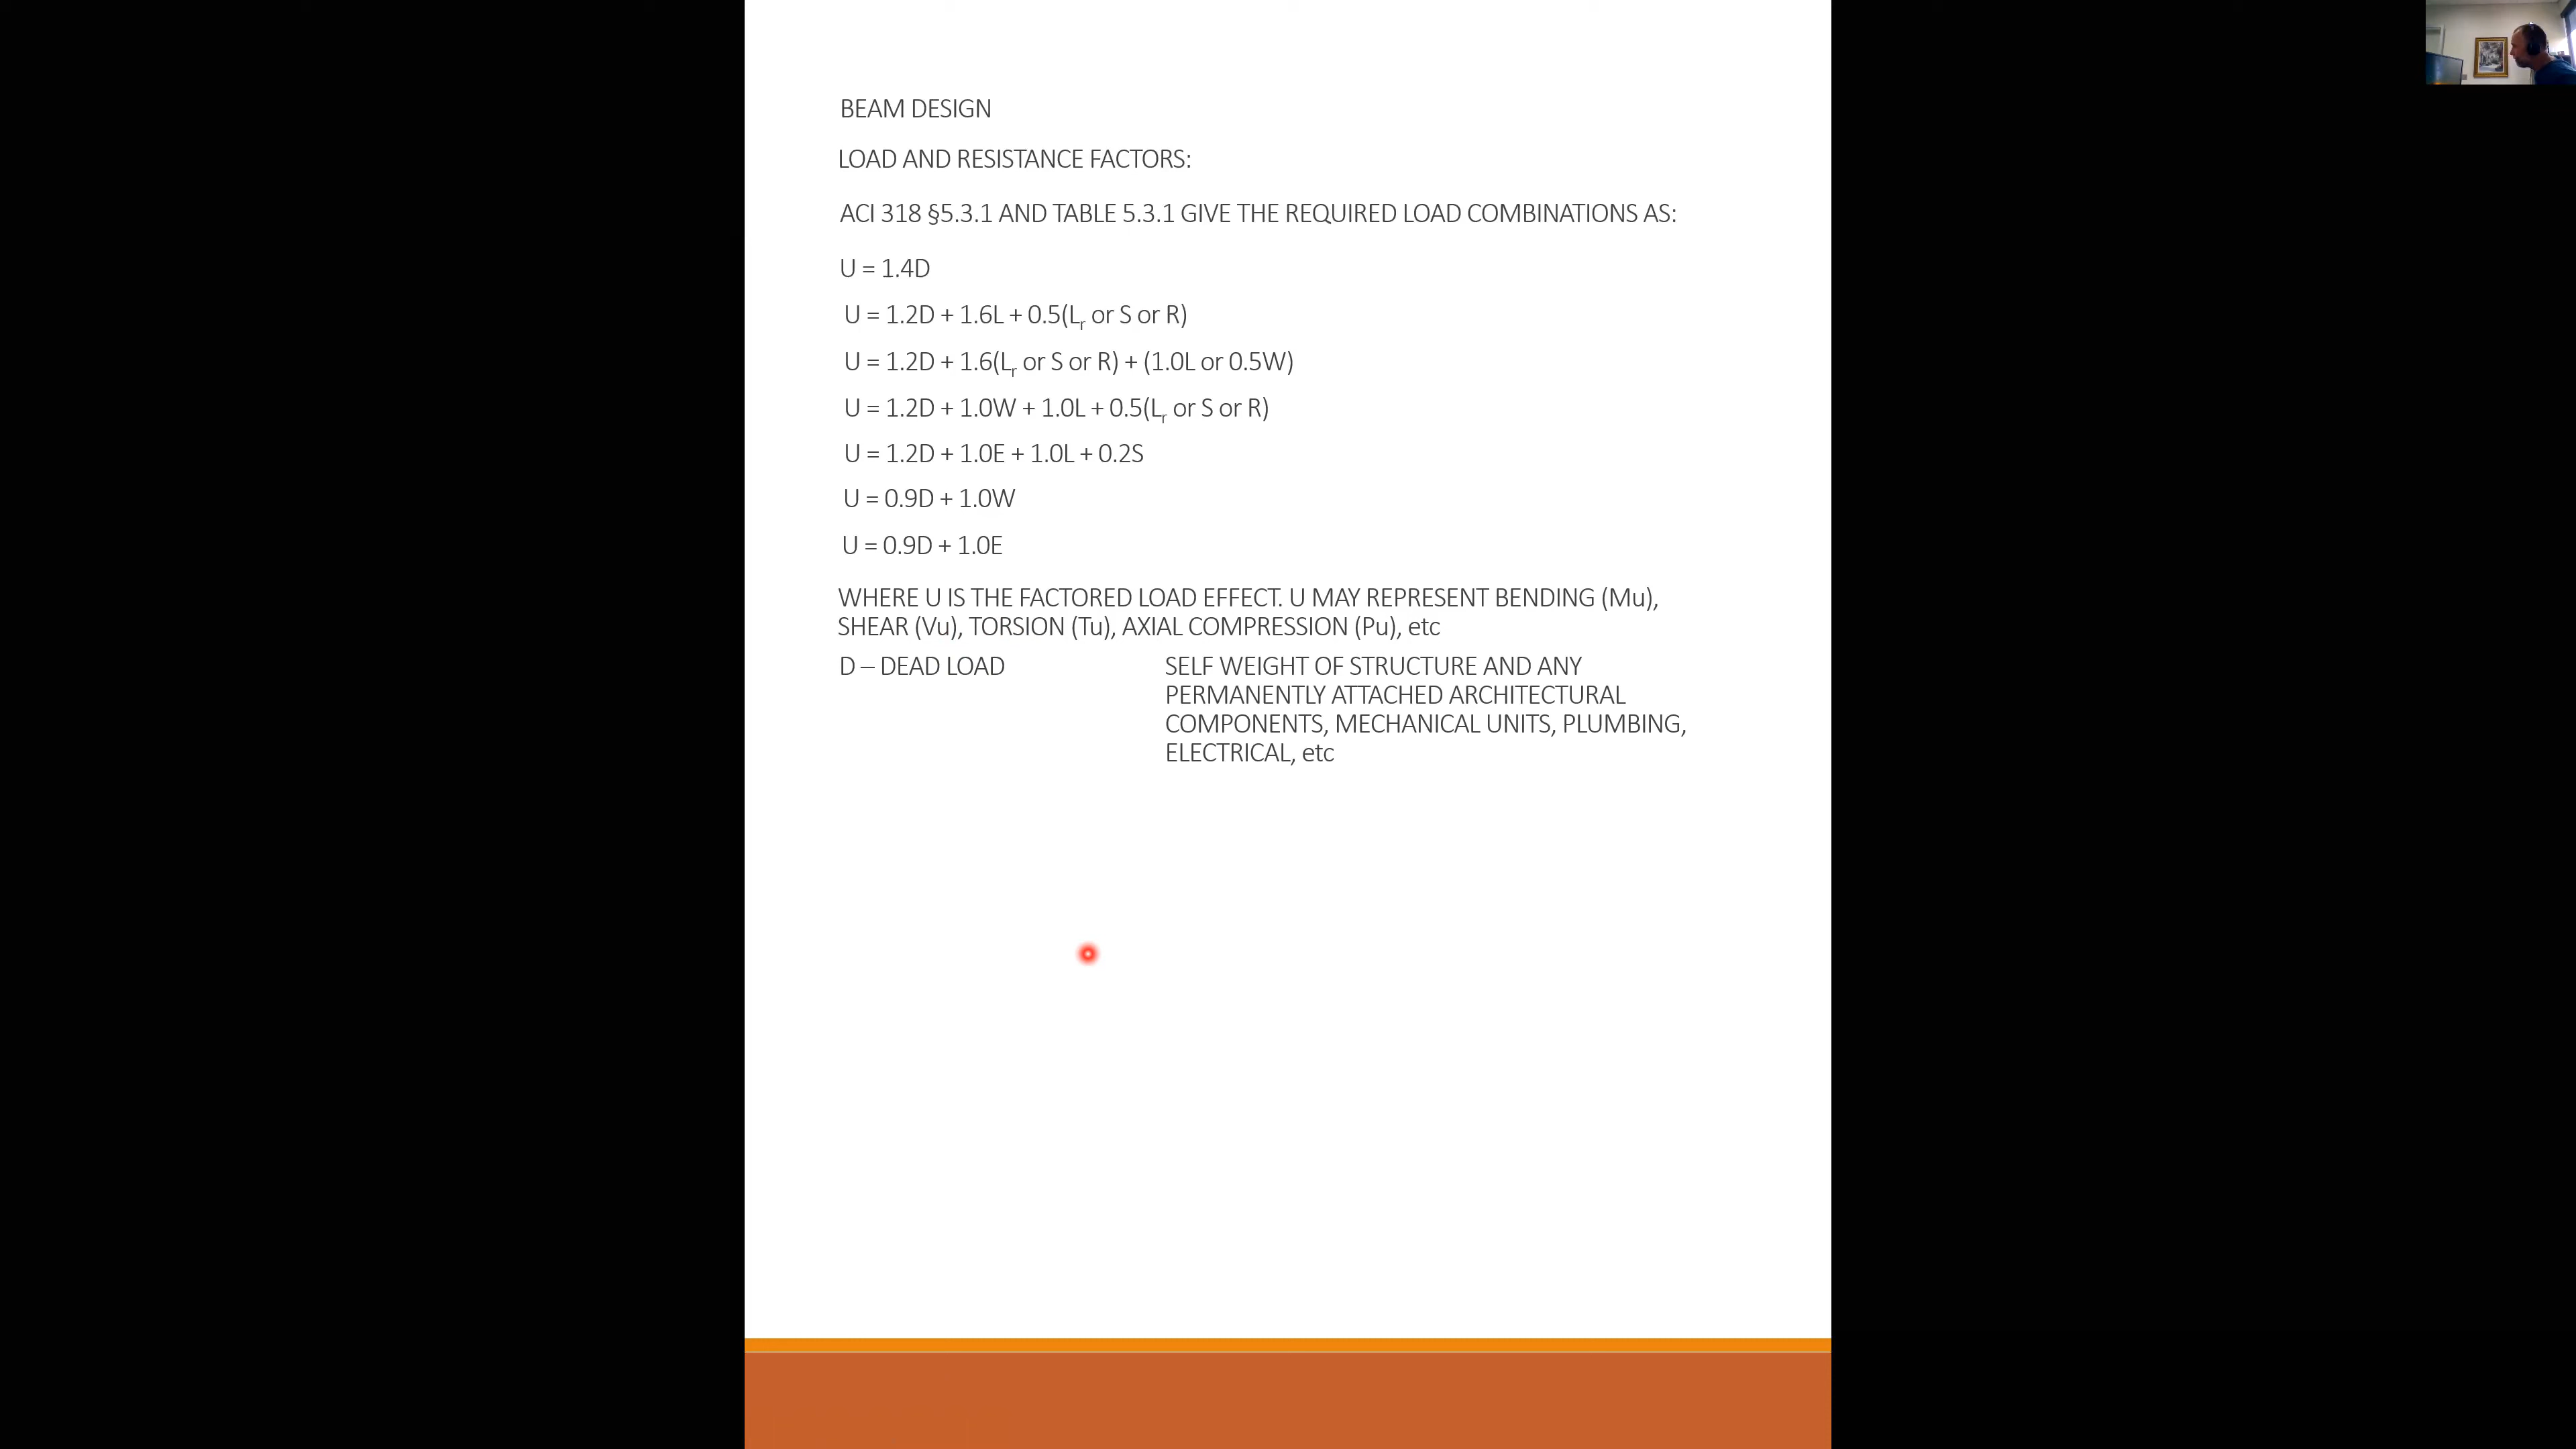 BEAM DESIGN
LOAD AND RESISTANCE FACTORS:
ACI 318 §5.3.1 AND TABLE 5.3.1 GIVE THE REQUIRED LOAD COMBINATIONS AS:
U = 1.4D
U = 1.2D + 1.6L + 0.5(Lr or S or R)
U = 1.2D + 1.6(Lr or S or R) + (1.0L or 0.5W)
U = 1.2D + 1.0W + 1.0L + 0.5(Lr or S or R)
U = 1.2D + 1.0E + 1.0L + 0.2S
U = 0.9D + 1.0W
U = 0.9D + 1.0E
WHERE U IS THE FACTORED LOAD EFFECT. U MAY REPRESENT BENDING (Mu),
SHEAR (Vu), TORSION (Tu), AXIAL COMPRESSION (Pu), etc
D – DEAD LOAD SELF WEIGHT OF STRUCTURE AND ANY
PERMANENTLY ATTACHED ARCHITECTURAL
COMPONENTS, MECHANICAL UNITS, PLUMBING,
ELECTRICAL, etc